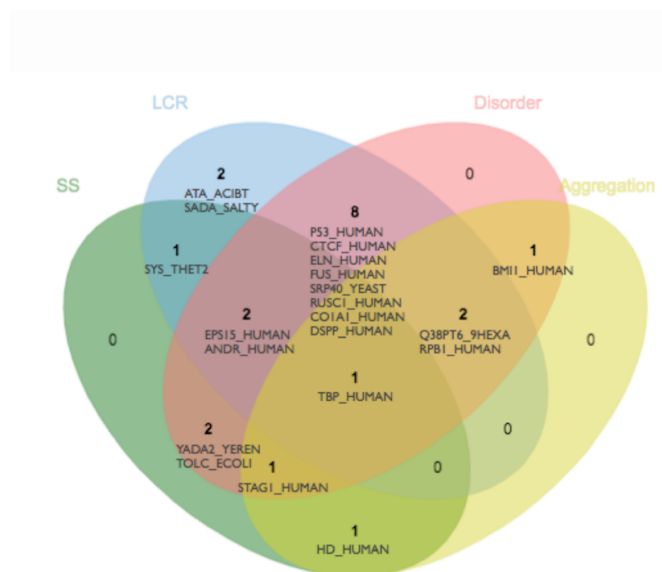 LCR
Disorder
SS
Aggregation
2
ATA_ACIBT
SADA_SALTY
0
8
P53_HUMAN
CTCF_HUMAN
ELN_HUMAN
FUS_HUMAN
SRP40_YEAST
RUSC1_HUMAN
CO1A1_HUMAN
DSPP_HUMAN
1
SYS_THET2
1
BMI1_HUMAN
0
2
EPS15_HUMAN
ANDR_HUMAN
2
Q38PT6_9HEXA
RPB1_HUMAN
0
1
TBP_HUMAN
2
YADA2_YEREN
TOLC_ECOLI
0
1
STAG1_HUMAN
0
1
HD_HUMAN